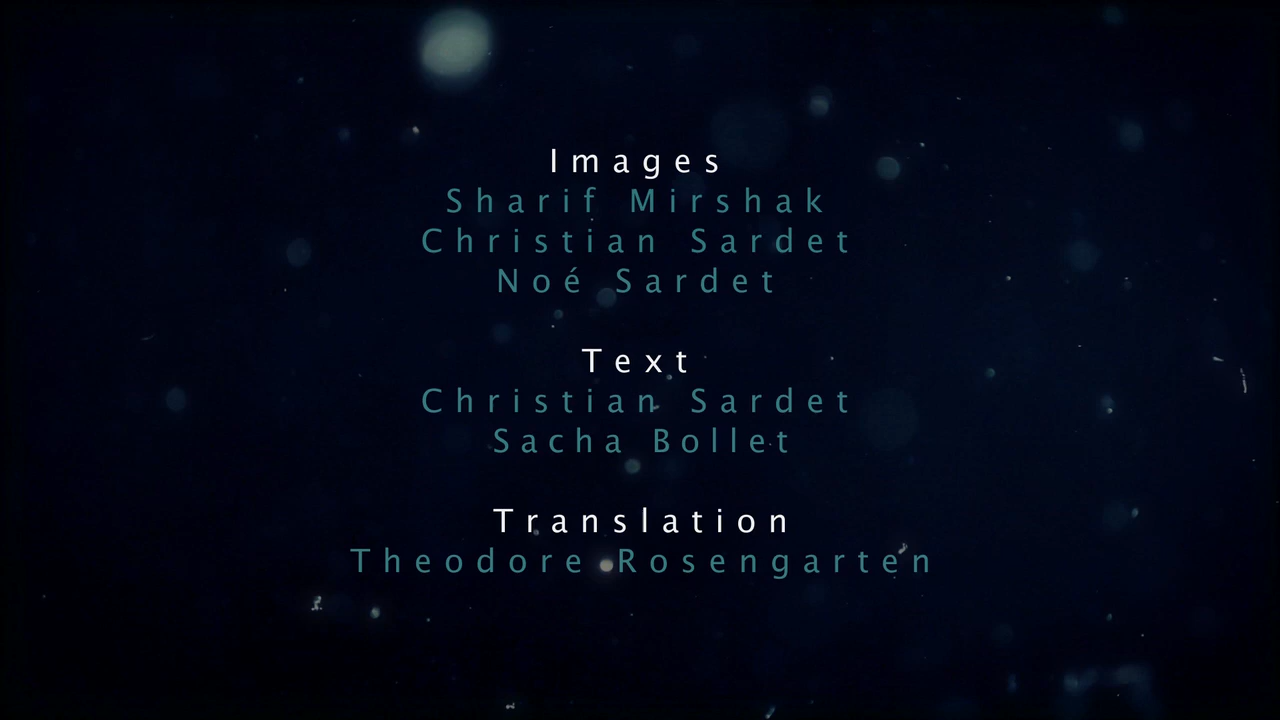 Images
Sharif Mirshak
Christian Sardet
Noé Sardet
Text
Christian Sardet
Sacha Bollet
Translation
Theodore Rosengarten